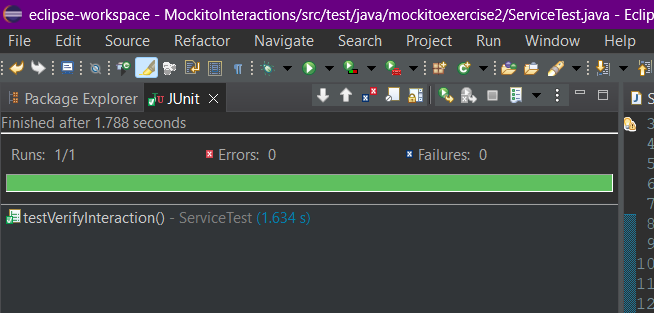 eclipse-workspace - MockitoInteractions/src/test/java/mockitoexercise2/ServiceTest.java - Ecli
File Edit Source Refactor Navigate Search Project Run Window Help
Package Explorer JUnit
Finished after 1.788 seconds
Runs: 1/1 Errors: 0 Failures: 0
testVerifyInteraction() - ServiceTest (1.634 s)
3
4
5
6
7
8
9
10
11
12